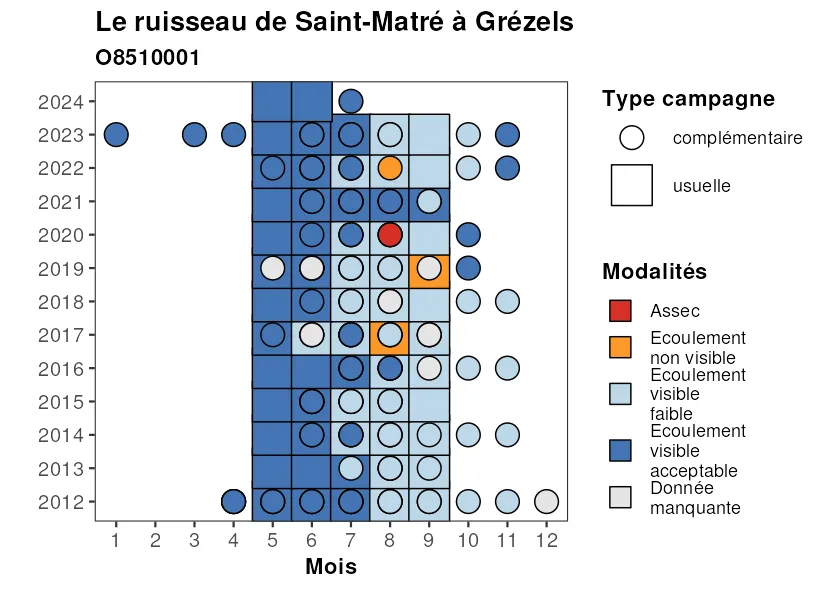 Le ruisseau de Saint-Matré à Grézels
O8510001
2024
2023
2022
2021
2020
2019
2018
2017
2016
2015
2014
2013
2012
1 2 3 4 5 6 7 8 9 10 11 12
Mois
Type campagne
complémentaire
usuelle
Modalités
Assec
Ecoulement
non visible
Ecoulement
visible
faible
Ecoulement
visible
acceptable
Donnée
manquante